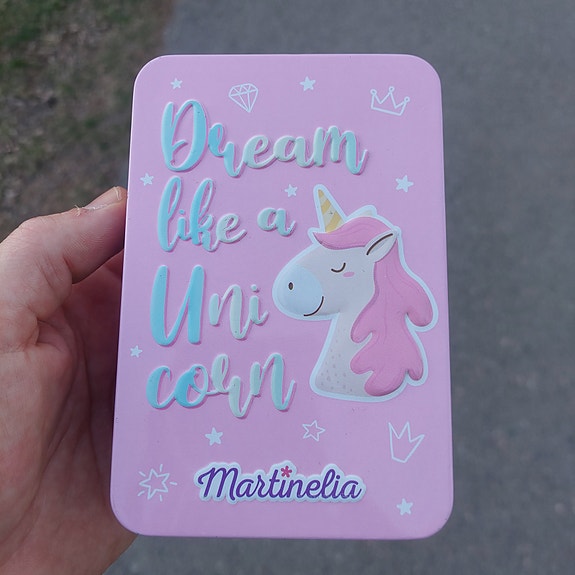 Dream
like a
Uni
corn
Martinelia